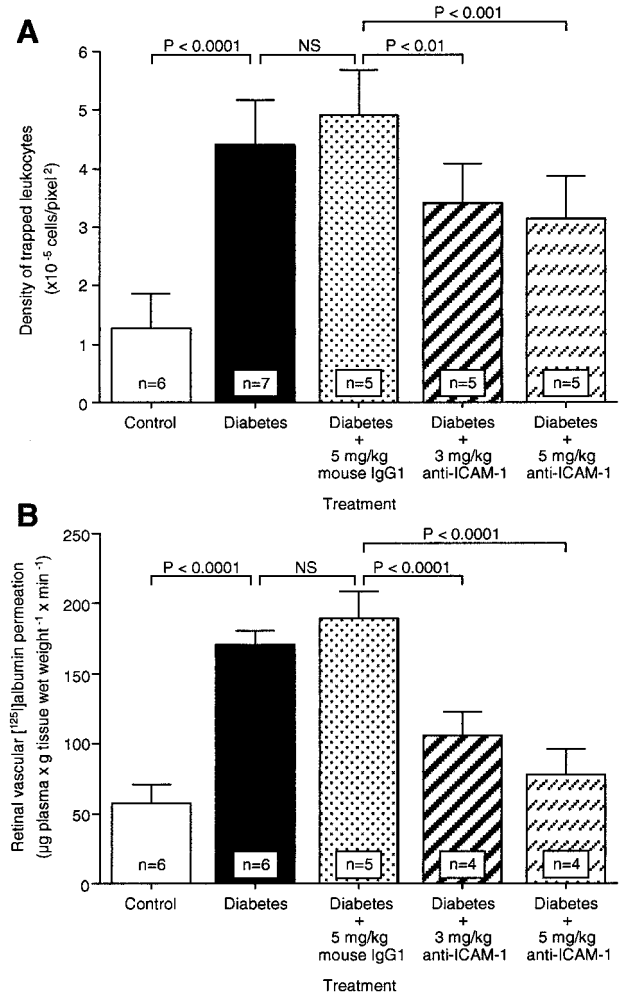 A
P < 0.001
P < 0.0001 NS P < 0.01
Density of trapped leukocytes
(x10 -5 cells/pixel 2)
6
5
4
3
2
1
0
n=6 n=7 n=5 n=5 n=5
Control Diabetes Diabetes Diabetes Diabetes
+ + +
5 mg/kg 3 mg/kg 5 mg/kg
mouse IgG1 anti-ICAM-1 anti-ICAM-1
Treatment
B
P < 0.0001
P < 0.0001 NS P < 0.0001
Retinal vascular [125I]albumin permeation
(µg plasma x g tissue wet weight -1 x min -1)
250
200
150
100
50
0
n=6 n=6 n=5 n=4 n=4
Control Diabetes Diabetes Diabetes Diabetes
+ + +
5 mg/kg 3 mg/kg 5 mg/kg
mouse IgG1 anti-ICAM-1 anti-ICAM-1
Treatment